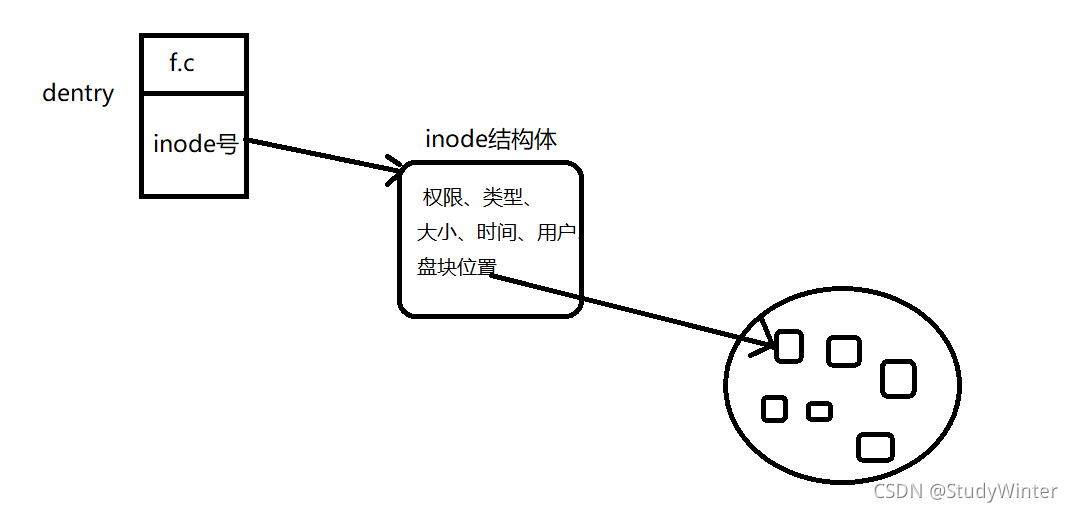 f.c
dentry
inode号
inode结构体
权限、类型、
大小、时间、用户、
盘块位置
CSDN @StudyWinter